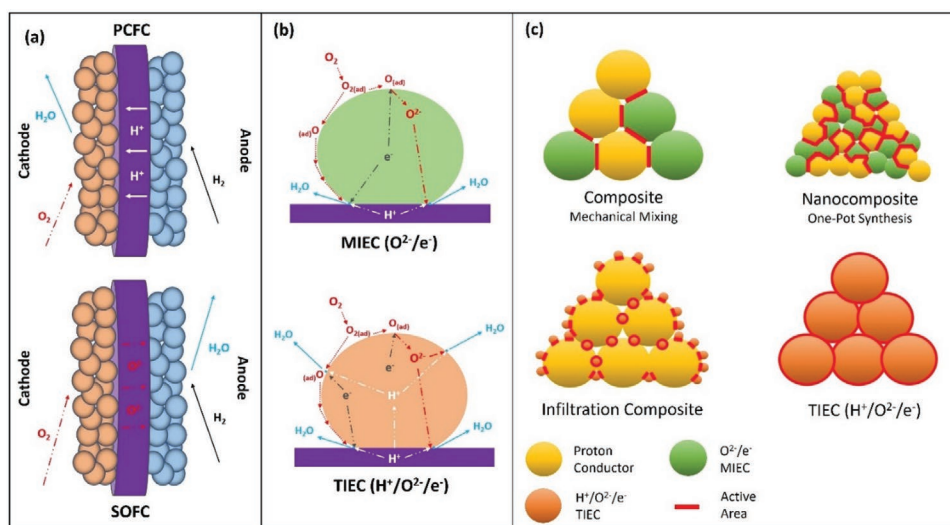 (a)
PCFC
Cathode
Anode
H₂O
H⁺
H⁺
O₂
H₂
Cathode
Anode
H₂O
O₂
H₂
SOFC
(b)
O₂
O₂(ad)
O(ad)
(ad)O
O²⁻
e⁻
H₂O
H₂O
H⁺
MIEC (O²⁻/e⁻)
O₂
O₂(ad)
O(ad)
H₂O
H₂O
O²⁻
(ad)O
e⁻
e⁻
H⁺
H₂O
H₂O
H⁺
TIEC (H⁺/O²⁻/e⁻)
(c)
Composite
Mechanical Mixing
Nanocomposite
One-Pot Synthesis
Infiltration Composite
TIEC (H⁺/O²⁻/e⁻)
Proton
Conductor
O²⁻/e⁻
MIEC
H⁺/O²⁻/e⁻
TIEC
Active
Area